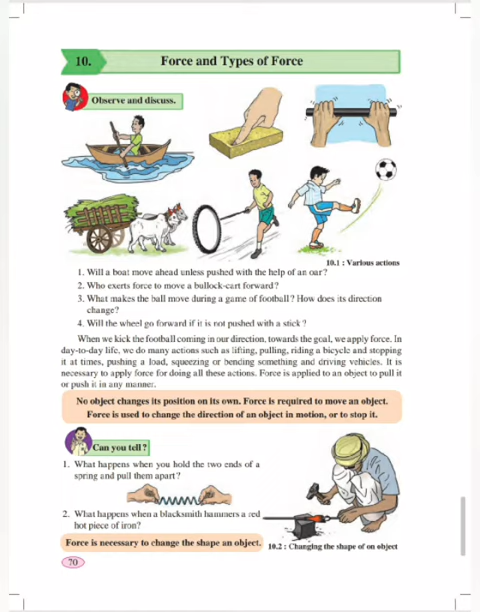 10.
Force and Types of Force
Observe and discuss.
10.1 : Various actions
1. Will a boat move ahead unless pushed with the help of an oar?
2. Who exerts force to move a bullock-cart forward?
3. What makes the ball move during a game of football? How does its direction
change?
4. Will the wheel go forward if it is not pushed with a stick ?
When we kick the football coming in our direction, towards the goal, we apply force. In
day-to-day life, we do many actions such as lifting, pulling, riding a bicycle and stopping
it at times, pushing a load, squeezing or bending something and driving vehicles. It is
necessary to apply force for doing all these actions. Force is applied to an object to pull it
or push it in any manner.
No object changes its position on its own. Force is required to move an object.
Force is used to change the direction of an object in motion, or to stop it.
Can you tell ?
1. What happens when you hold the two ends of a
spring and pull them apart?
2. What happens when a blacksmith hammers a red
hot piece of iron?
Force is necessary to change the shape an object.
10.2 : Changing the shape of on object
70